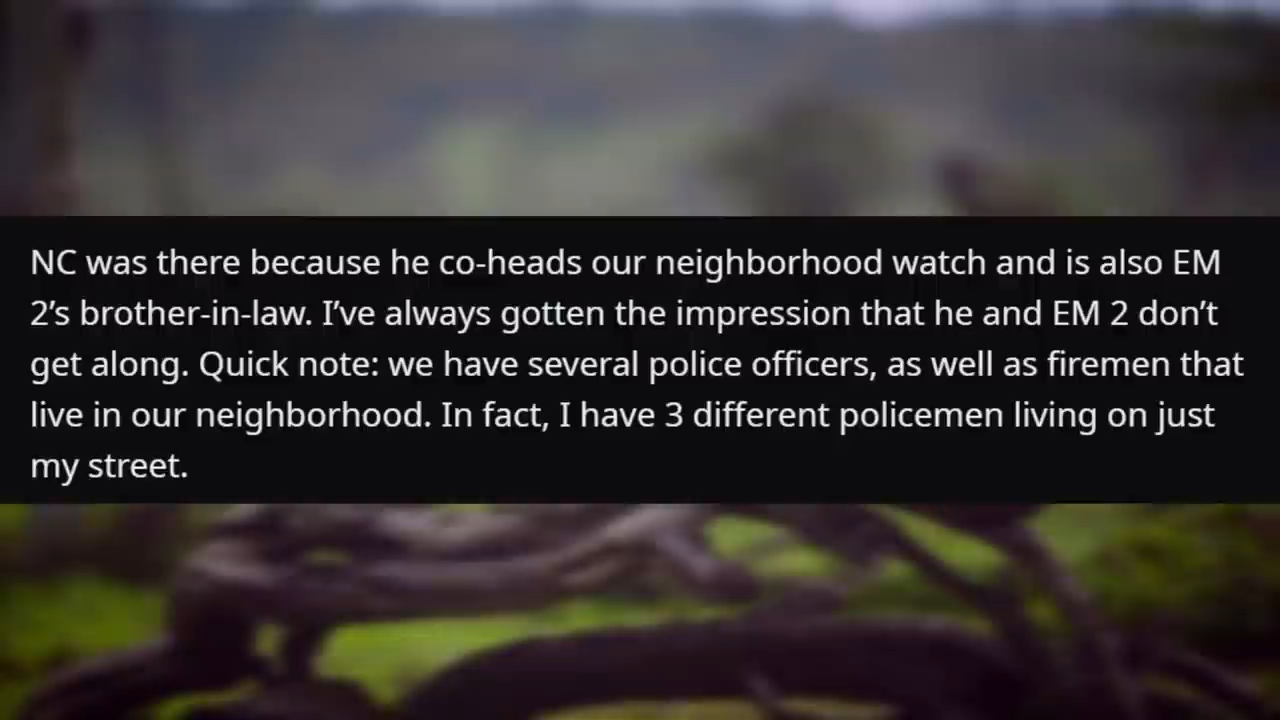 NC was there because he co-heads our neighborhood watch and is also EM
2’s brother-in-law. I’ve always gotten the impression that he and EM 2 don’t
get along. Quick note: we have several police officers, as well as firemen that
live in our neighborhood. In fact, I have 3 different policemen living on just
my street.